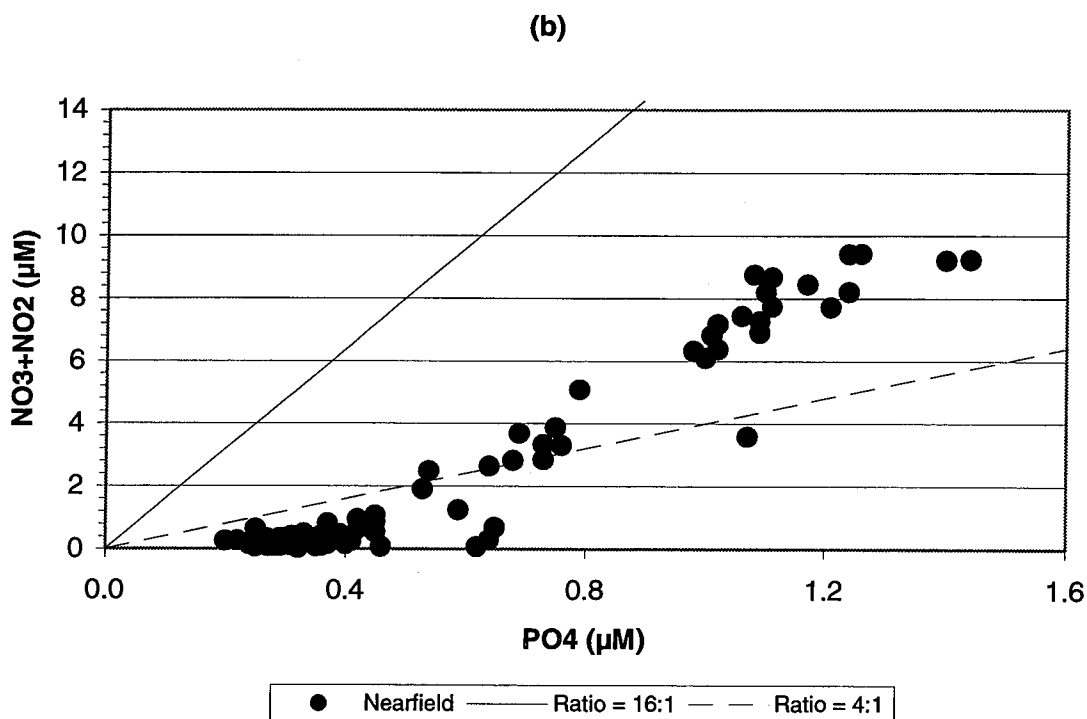 (b)
14
12
10
8
6
4
2
0
NO3+NO2 (µM)
0.0 0.4 0.8 1.2 1.6
PO4 (µM)
Nearfield Ratio = 16:1 Ratio = 4:1